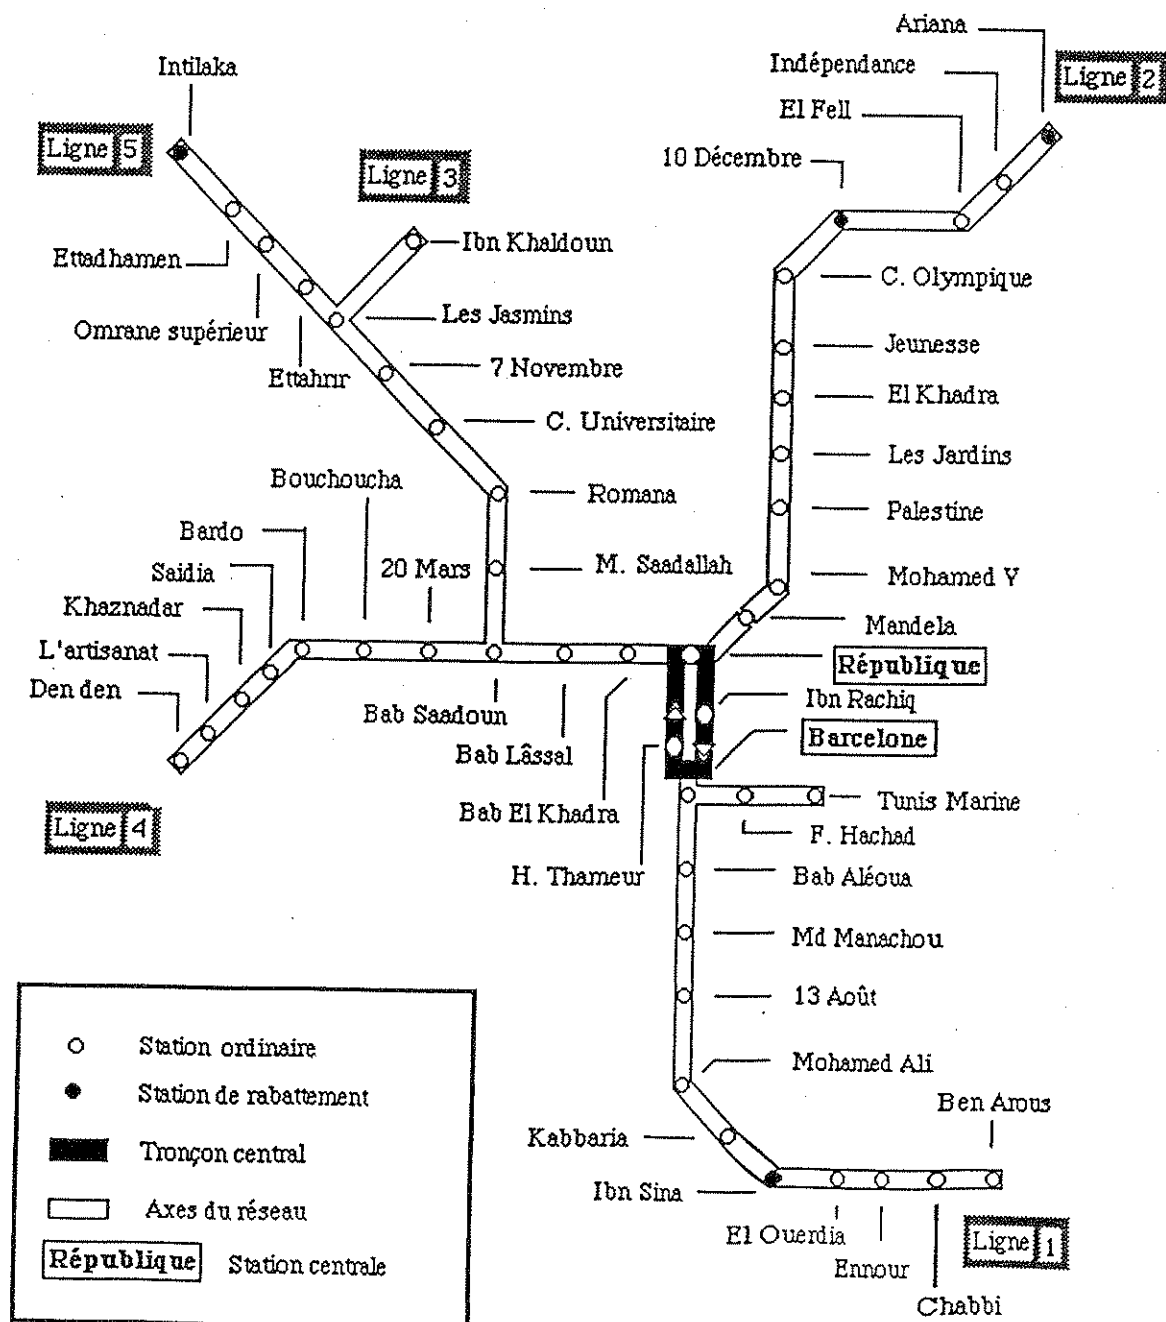 Ariana
Intilaka
Indépendance
Ligne 2
El Fell
Ligne 5
10 Décembre
Ligne 3
Ibn Khaldoun
Ettadhamen
C. Olympique
Les Jasmins
Omrane supérieur
Jeunesse
7 Novembre
Ettahrir
El Khadra
C. Universitaire
Les Jardins
Bouchoucha
Romana
Palestine
Bardo
20 Mars
M. Saadallah
Saidia
Mohamed V
Khaznadar
Mandela
L'artisanat
République
Den den
Ibn Rachiq
Bab Saadoun
Barcelone
Bab Lâssal
Bab El Khadra
Tunis Marine
Ligne 4
F. Hachad
H. Thameur
Bab Aléoua
Md Manachou
13 Août
Mohamed Ali
Ben Arous
Kabbaria
Ibn Sina
El Ouerdia
Ligne 1
Ennour
Chabbi
Station ordinaire
Station de rabattement
Tronçon central
Axes du réseau
République Station centrale